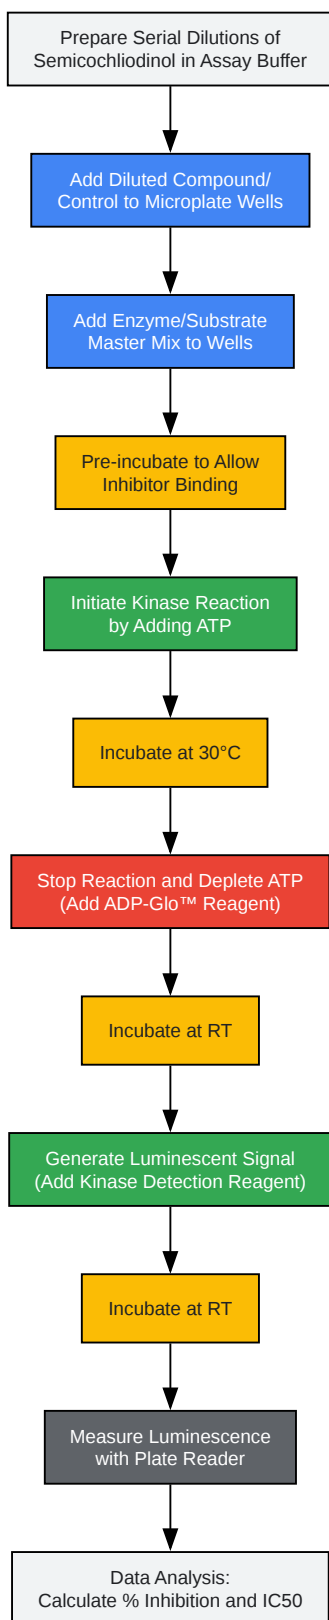 Prepare Serial Dilutions of
Semicochliodinol in Assay Buffer
Add Diluted Compound/
Control to Microplate Wells
Add Enzyme/Substrate
Master Mix to Wells
Pre-incubate to Allow
Inhibitor Binding
Initiate Kinase Reaction
by Adding ATP
Incubate at 30°C
Stop Reaction and Deplete ATP
(Add ADP-Glo™ Reagent)
Incubate at RT
Generate Luminescent Signal
(Add Kinase Detection Reagent)
Incubate at RT
Measure Luminescence
with Plate Reader
Data Analysis:
Calculate % Inhibition and IC50